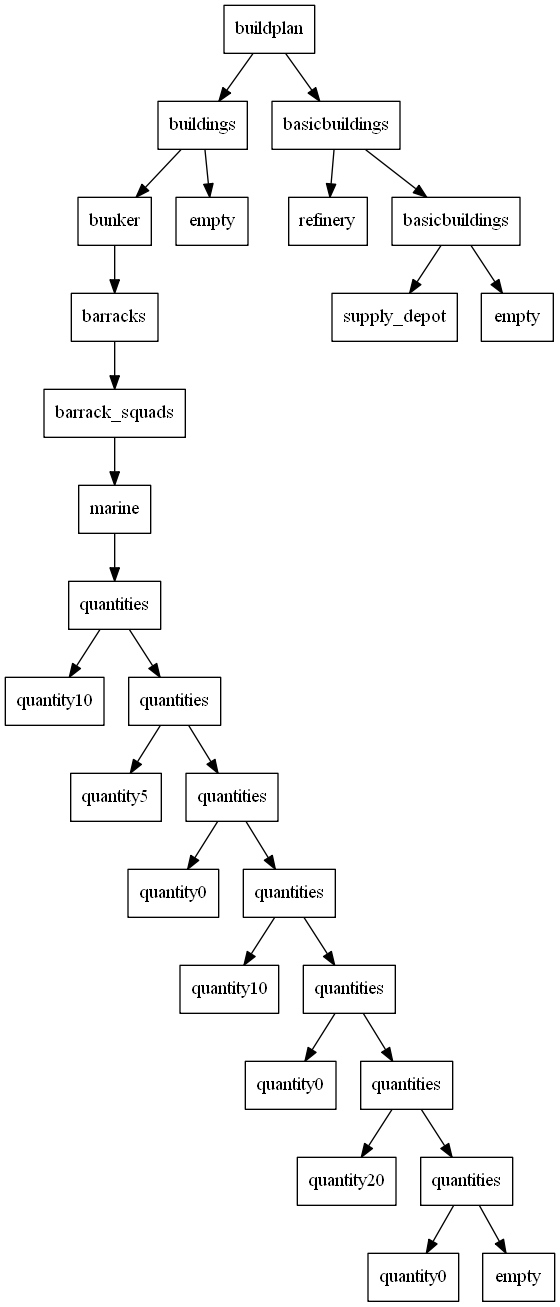 buildplan
buildings
basicbuildings
bunker
empty
refinery
basicbuildings
barracks
supply_depot
empty
barrack_squads
marine
quantities
quantity10
quantities
quantity5
quantities
quantity0
quantities
quantity10
quantities
quantity0
quantities
quantity20
quantities
quantity0
empty